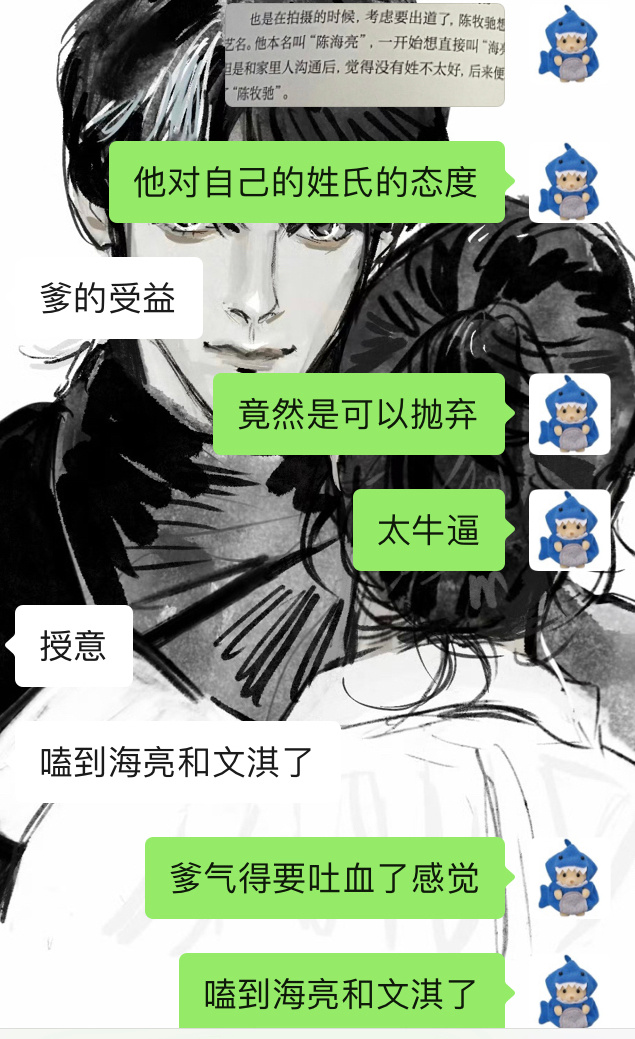 也是在拍摄的时候，考虑要出道了，陈牧驰想
艺名。他本名叫“陈海亮”，一开始想直接叫“海亮
但是和家里人沟通后，觉得没有姓不太好，后来便
“陈牧驰”。
他对自己的姓氏的态度
爹的受益
竟然是可以抛弃
太牛逼
授意
嗑到海亮和文淇了
爹气得要吐血了感觉
嗑到海亮和文淇了